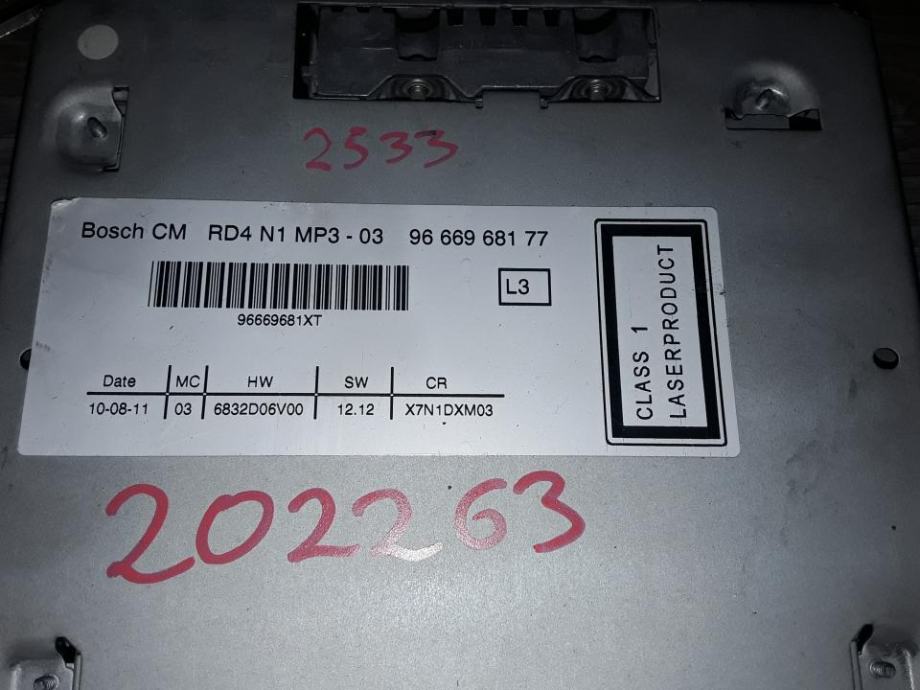 2533
Bosch CM RD4 N1 MP3 - 03 96 669 681 77
L3
96669681XT
CLASS 1
LASERPRODUCT
Date MC HW SW CR
10-08-11 03 6832D06V00 12.12 X7N1DXM03
202263